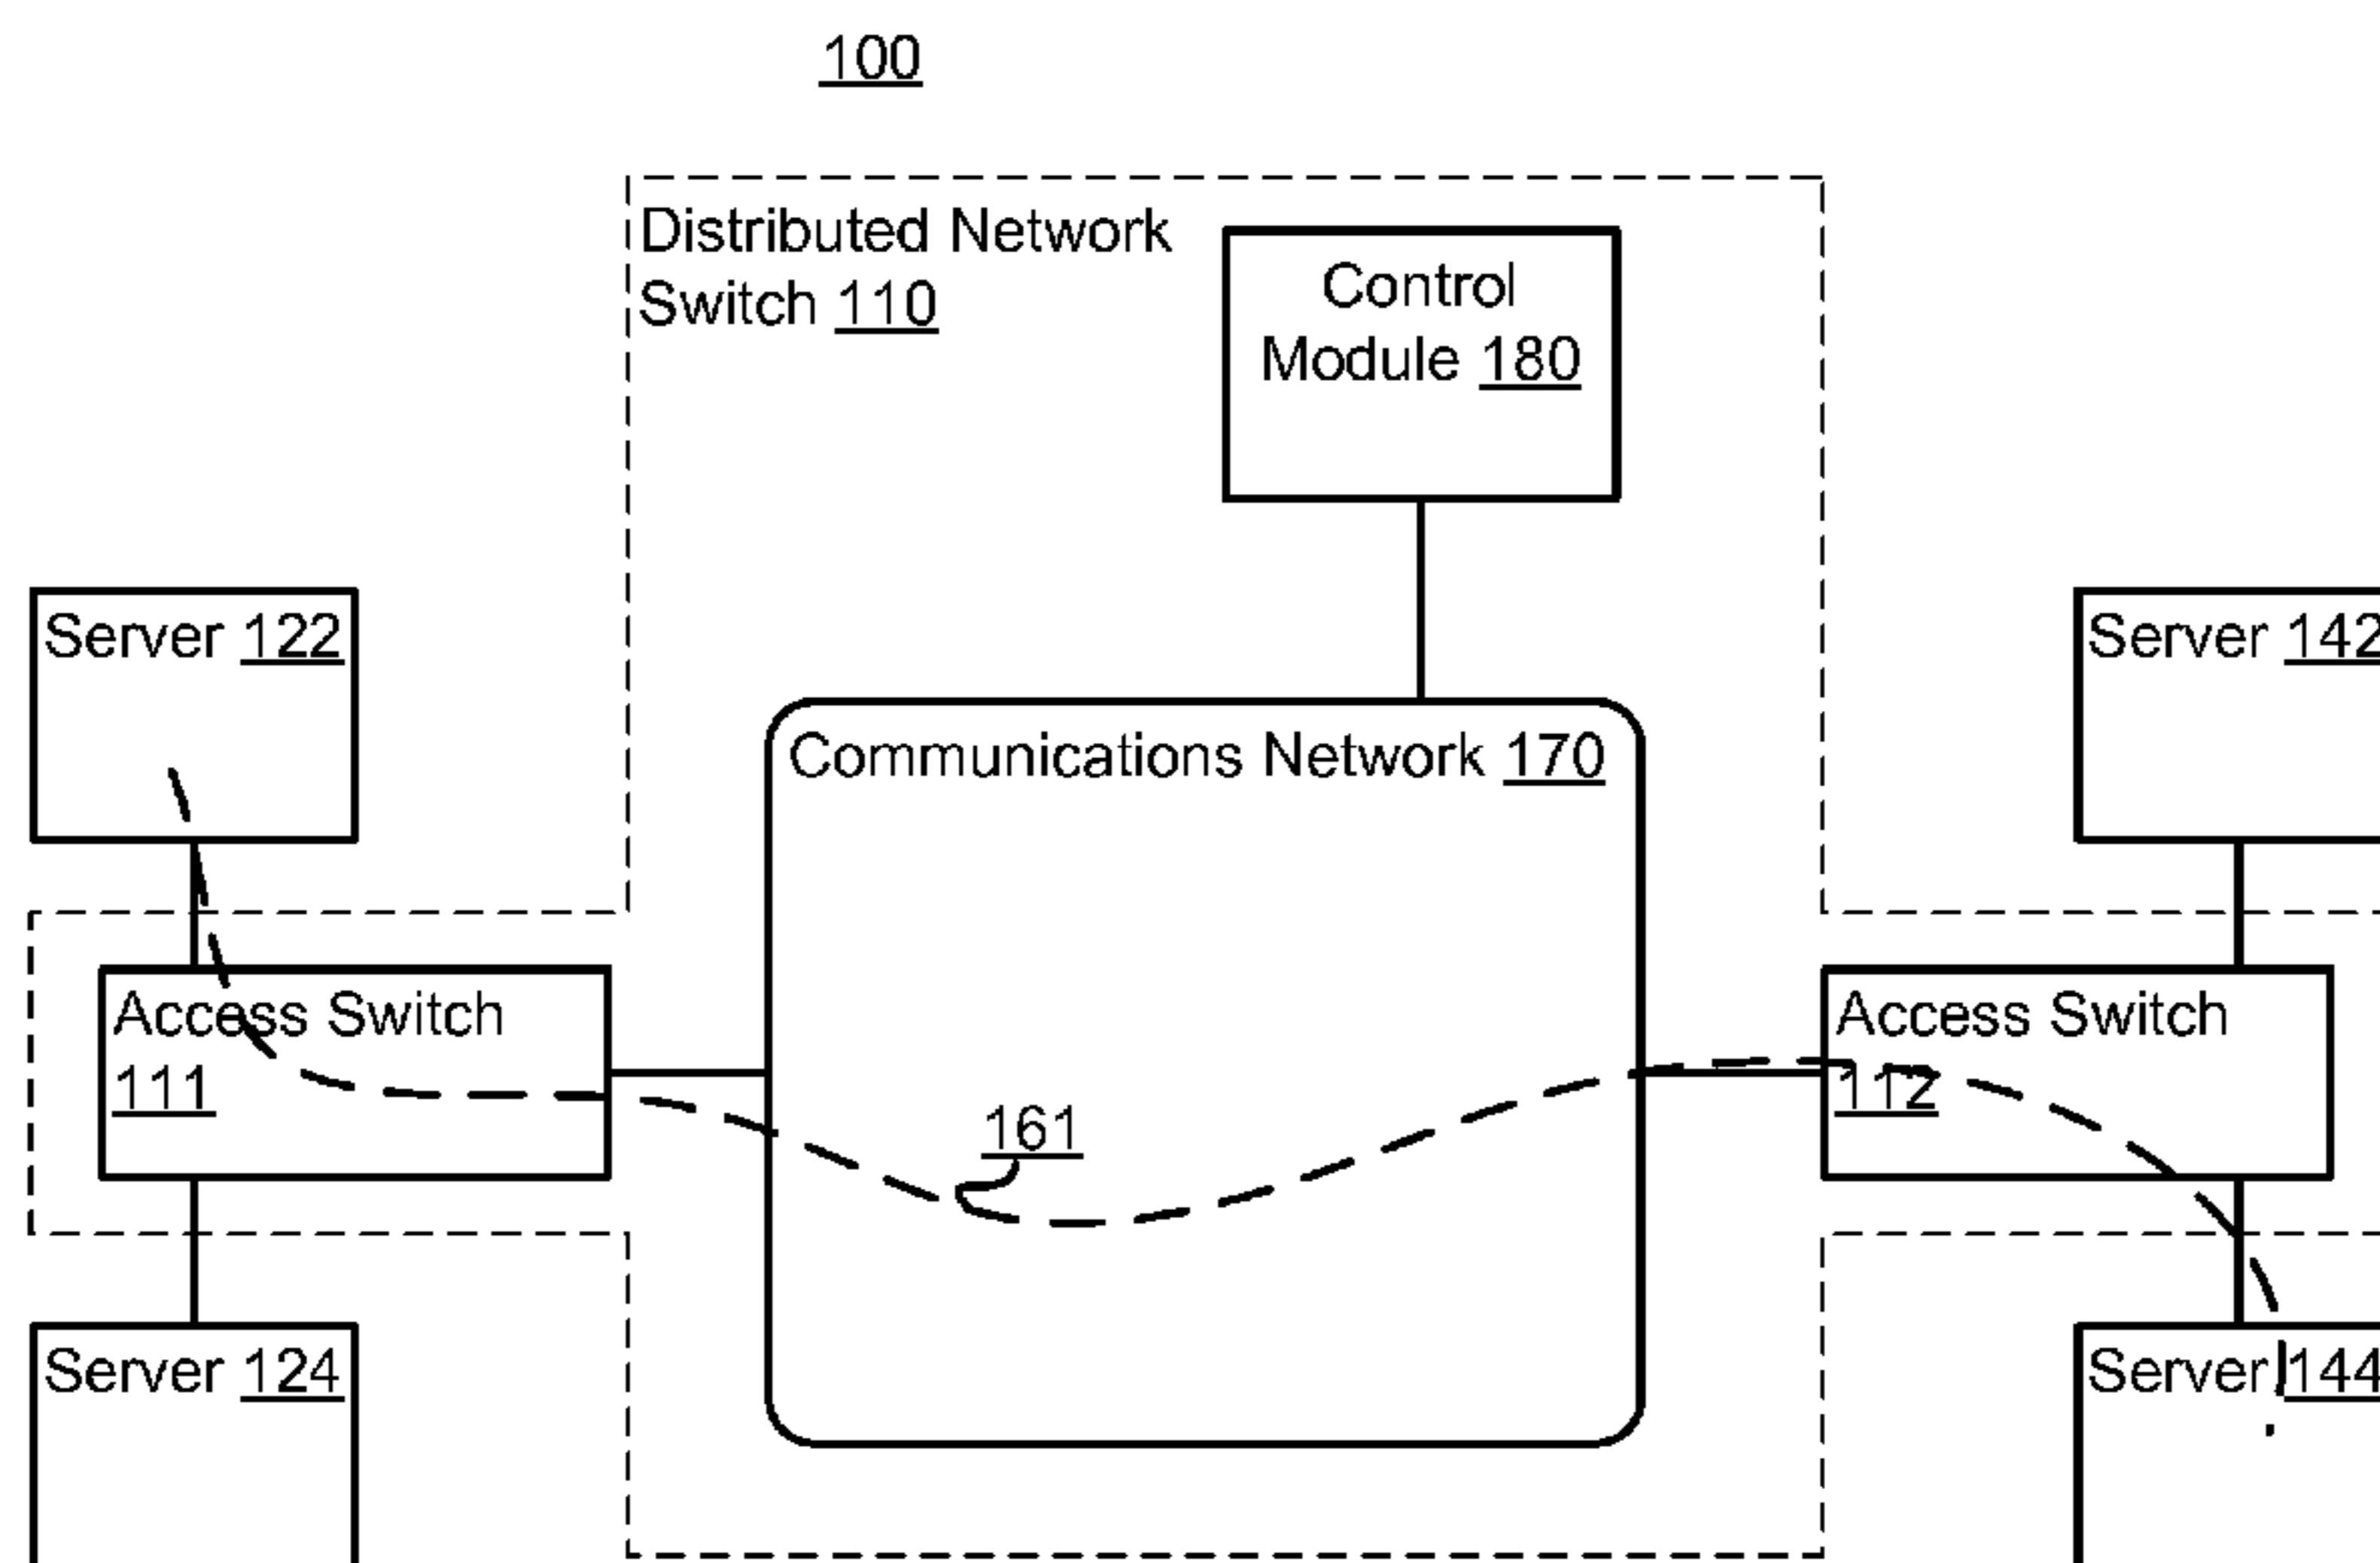 100
Distributed Network
Switch 110
Control
Module 180
Server 122
Server 142
Communications Network 170
Access Switch
111
Access Switch
112
161
Server 124
Server 144